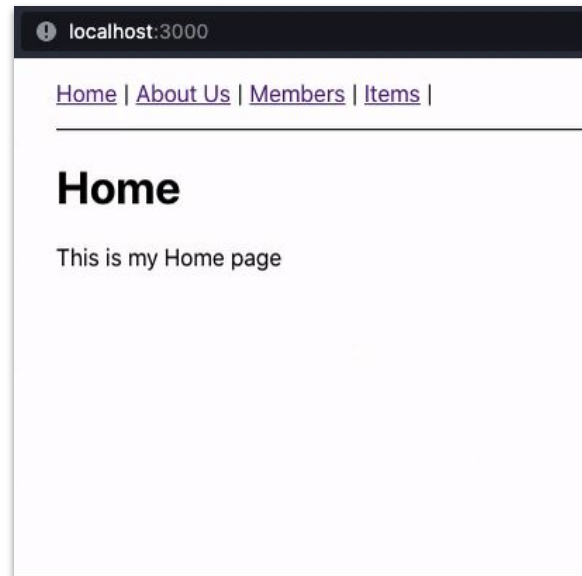 localhost:3000
Home | About Us | Members | Items |
Home
This is my Home page